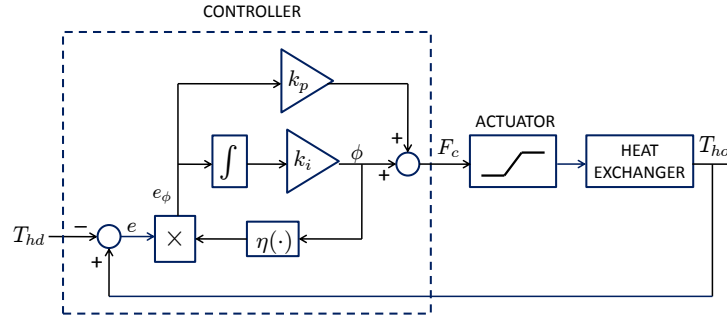 CONTROLLER
k_p
ACTUATOR
∫
k_i
ϕ
+
+
F_c
HEAT
EXCHANGER
T_ho
e_ϕ
T_hd
−
e
×
η(·)
+